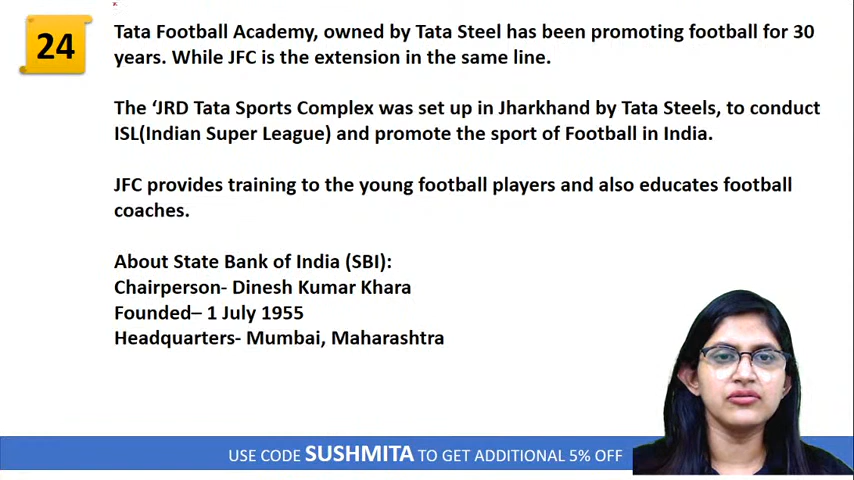 24
Tata Football Academy, owned by Tata Steel has been promoting football for 30
years. While JFC is the extension in the same line.
The ‘JRD Tata Sports Complex was set up in Jharkhand by Tata Steels, to conduct
ISL(Indian Super League) and promote the sport of Football in India.
JFC provides training to the young football players and also educates football
coaches.
About State Bank of India (SBI):
Chairperson- Dinesh Kumar Khara
Founded– 1 July 1955
Headquarters- Mumbai, Maharashtra
USE CODE SUSHMITA TO GET ADDITIONAL 5% OFF